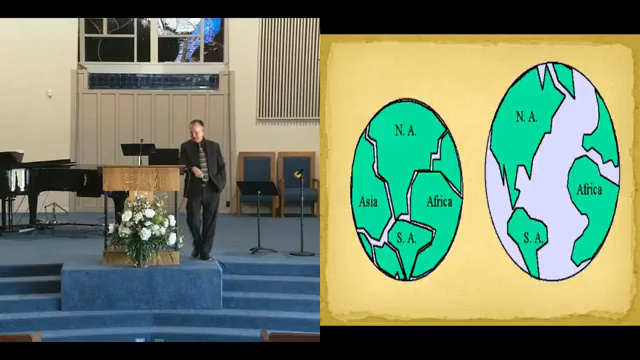 N. A.
Asia
Africa
S. A.
N. A.
Africa
S. A.